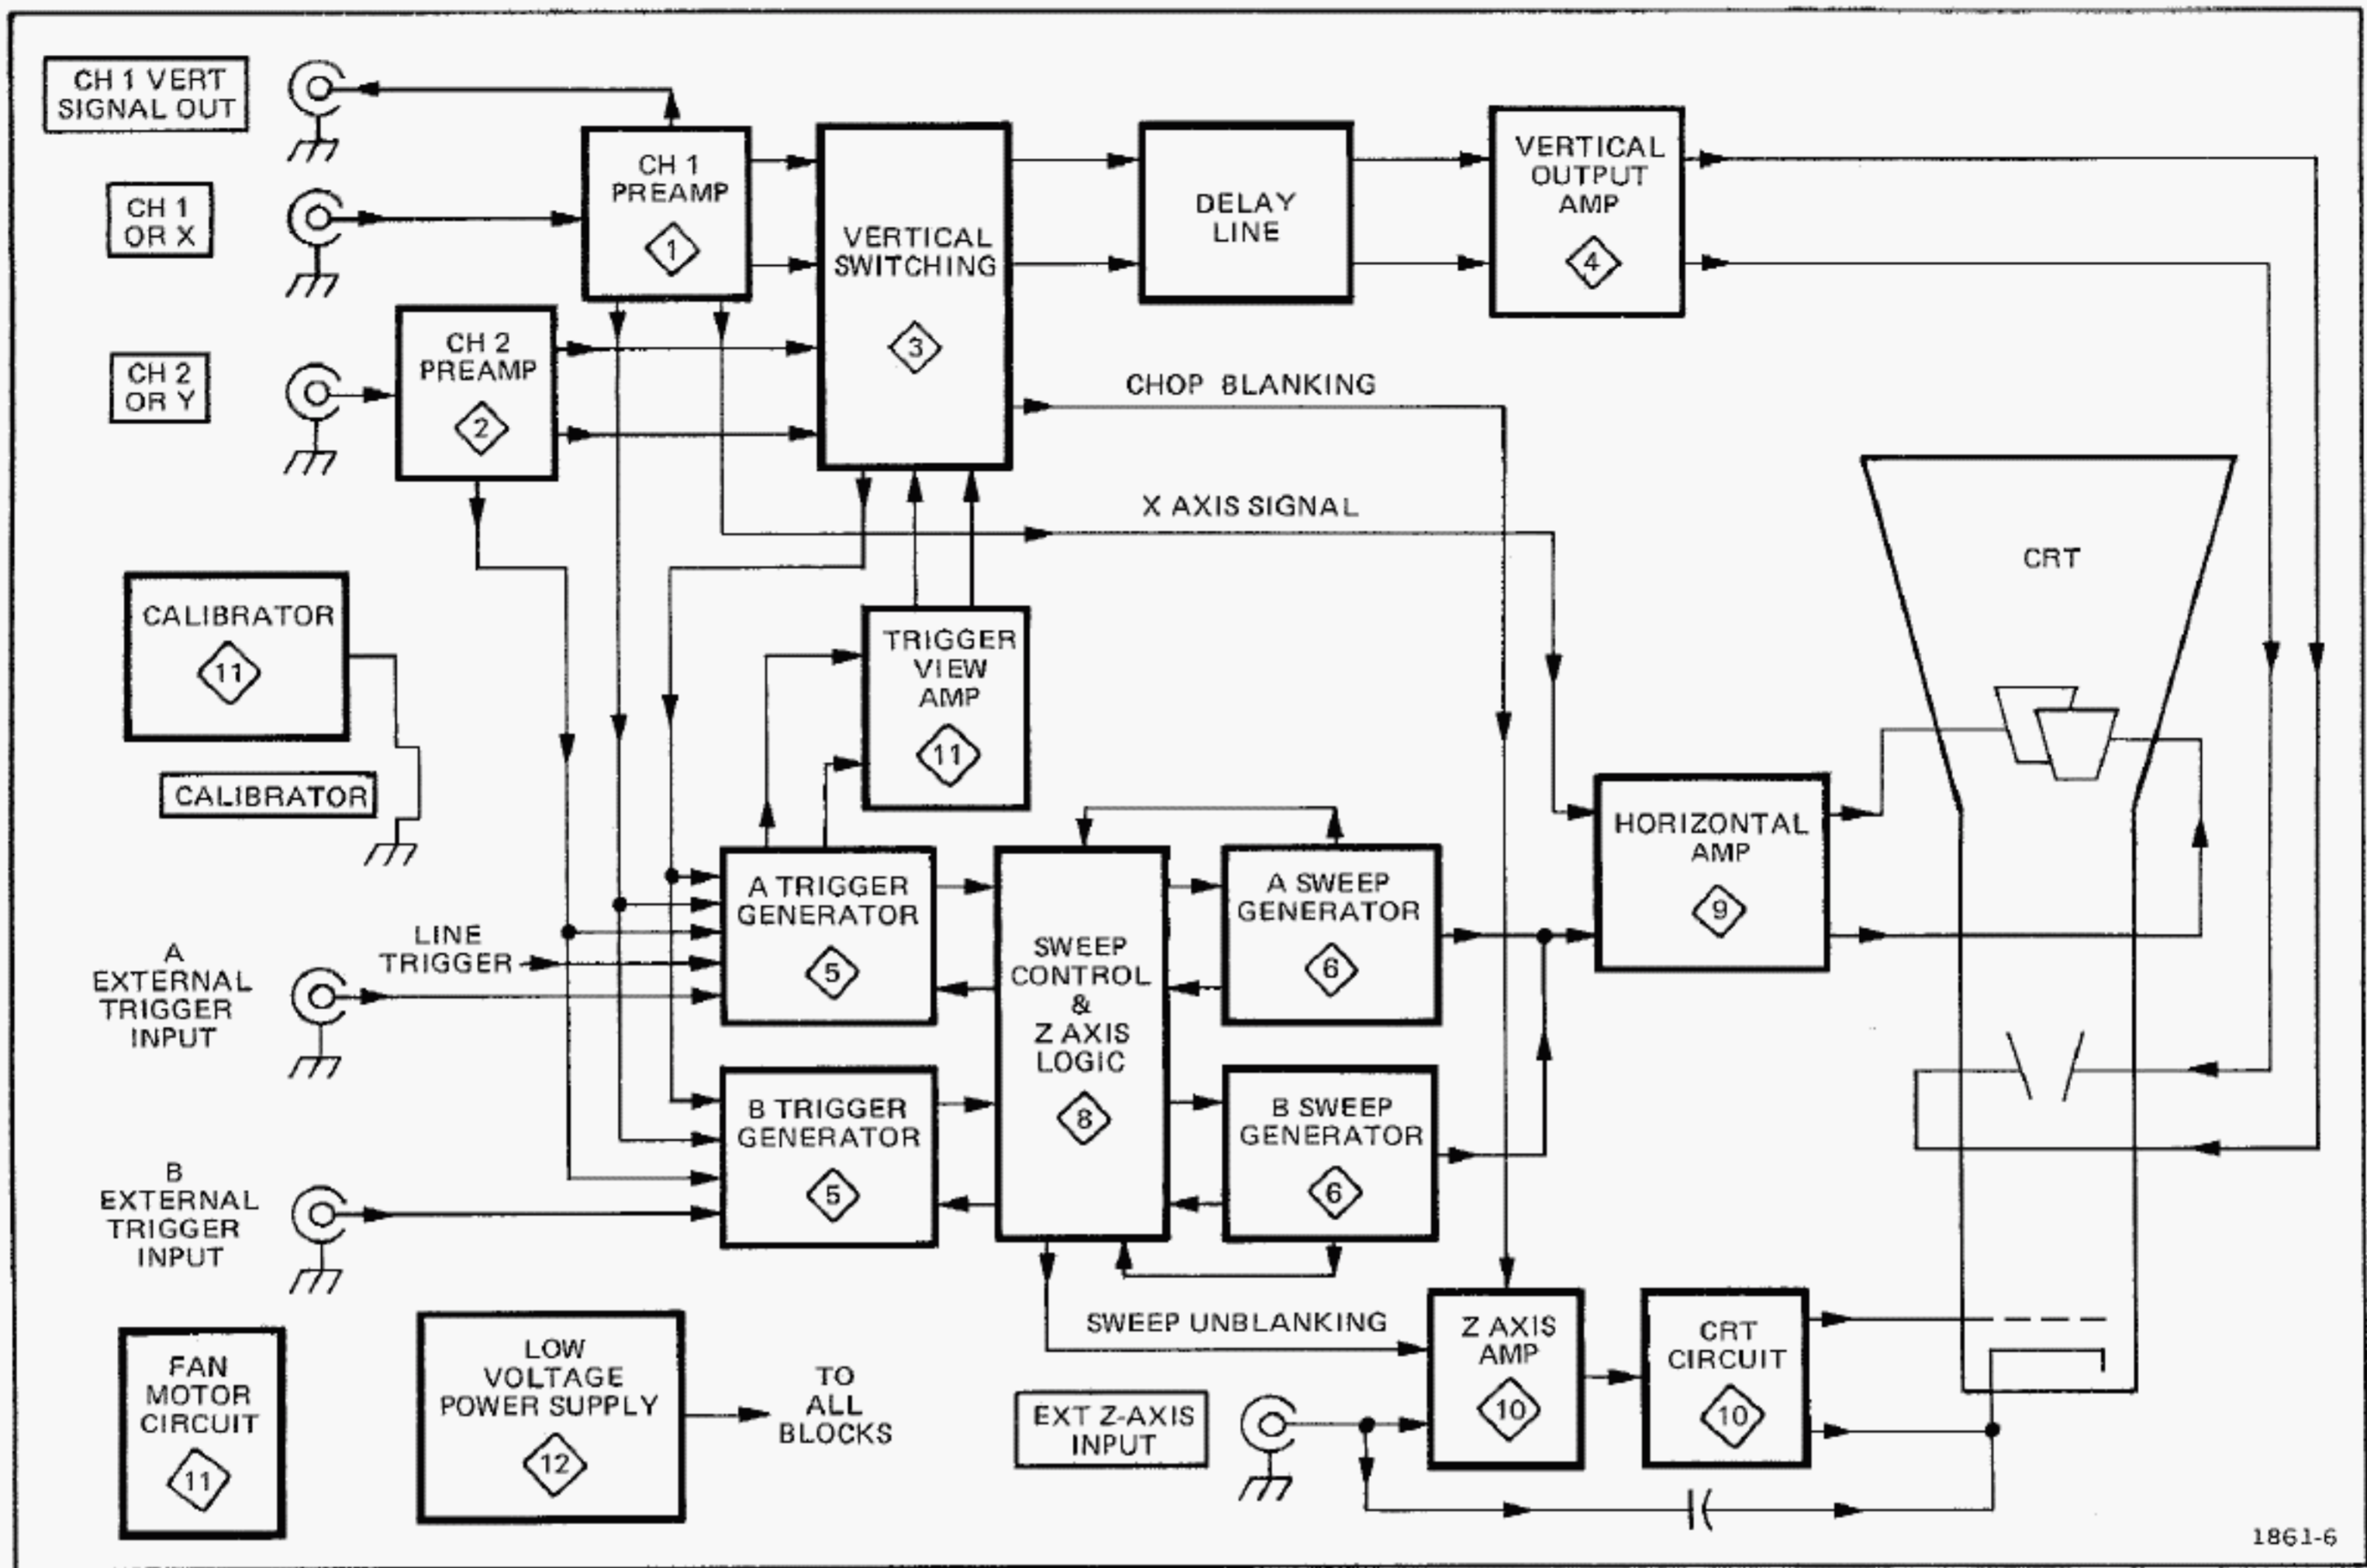 CH 1 VERT
SIGNAL OUT
CH 1
OR X
CH 2
OR Y
CH 1
PREAMP
1
CH 2
PREAMP
2
VERTICAL
SWITCHING
3
DELAY
LINE
VERTICAL
OUTPUT
AMP
4
CHOP BLANKING
X AXIS SIGNAL
CRT
CALIBRATOR
11
CALIBRATOR
TRIGGER
VIEW
AMP
11
HORIZONTAL
AMP
9
A TRIGGER
GENERATOR
5
SWEEP
CONTROL
&
Z AXIS
LOGIC
8
A SWEEP
GENERATOR
6
LINE
TRIGGER
A
EXTERNAL
TRIGGER
INPUT
B TRIGGER
GENERATOR
5
B SWEEP
GENERATOR
6
B
EXTERNAL
TRIGGER
INPUT
FAN
MOTOR
CIRCUIT
11
LOW
VOLTAGE
POWER SUPPLY
12
TO
ALL
BLOCKS
SWEEP UNBLANKING
EXT Z-AXIS
INPUT
Z AXIS
AMP
10
CRT
CIRCUIT
10
1861-6